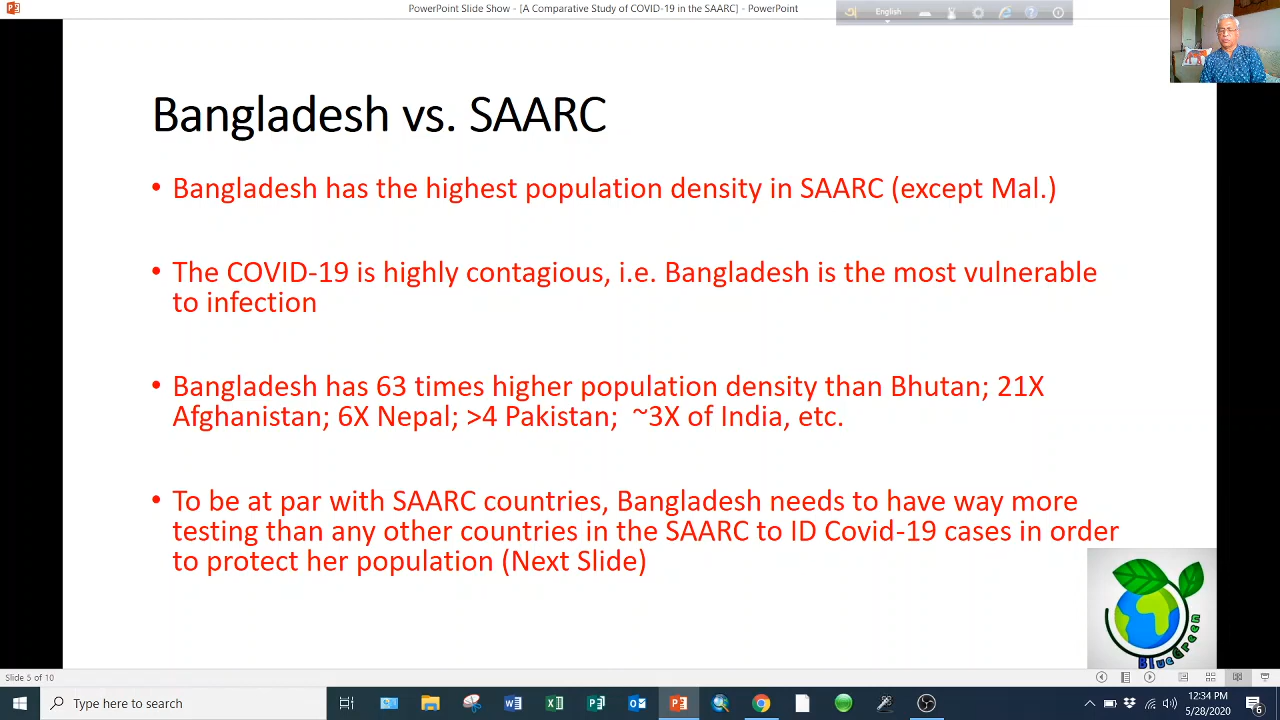 PowerPoint Slide Show - [A Comparative Study of COVID-19 in the SAARC] - PowerPoint
English
Bangladesh vs. SAARC
• Bangladesh has the highest population density in SAARC (except Mal.)
• The COVID-19 is highly contagious, i.e. Bangladesh is the most vulnerable
to infection
• Bangladesh has 63 times higher population density than Bhutan; 21X
Afghanistan; 6X Nepal; >4 Pakistan;  ~3X of India, etc.
• To be at par with SAARC countries, Bangladesh needs to have way more
testing than any other countries in the SAARC to ID Covid-19 cases in order
to protect her population (Next Slide)
BlueGreen
Slide 5 of 10
Type here to search
12:34 PM
5/28/2020
6